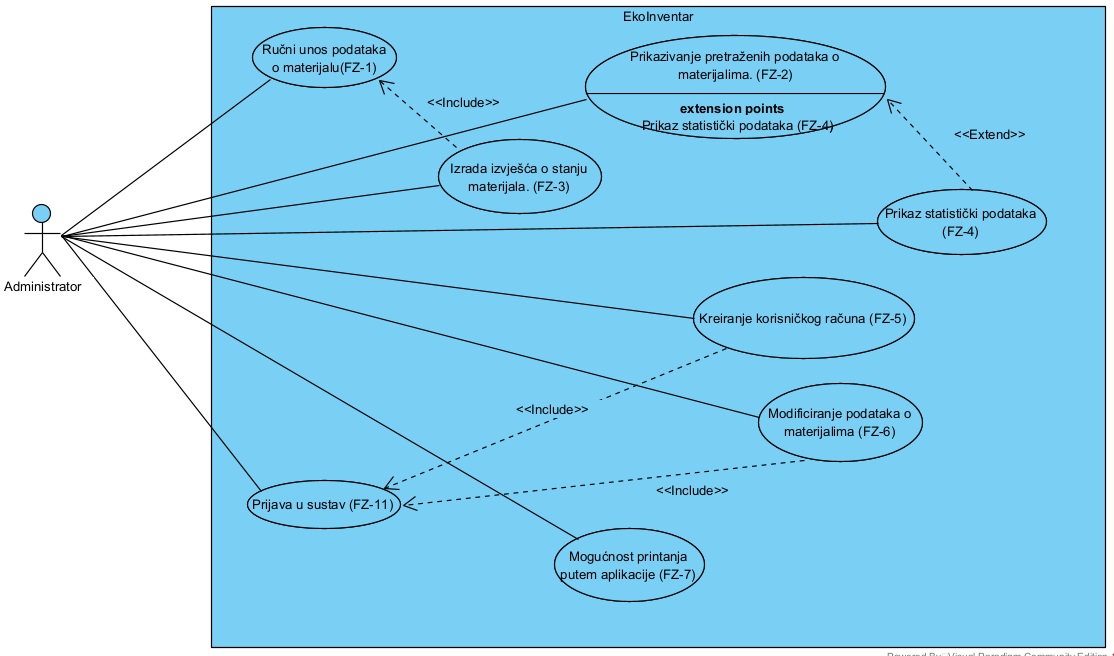 EkoInventar
Ručni unos podataka
o materijalu(FZ-1)
Prikazivanje pretraženih podataka o
materijalima. (FZ-2)
extension points
Prikaz statistički podataka (FZ-4)
<<Include>>
<<Extend>>
Izrada izvješća o stanju
materijala. (FZ-3)
Prikaz statistički podataka
(FZ-4)
Administrator
Kreiranje korisničkog računa (FZ-5)
<<Include>>
Modificiranje podataka o
materijalima (FZ-6)
<<Include>>
Prijava u sustav (FZ-11)
Mogućnost printanja
putem aplikacije (FZ-7)
Powered By: Visual Paradigm Community Edition